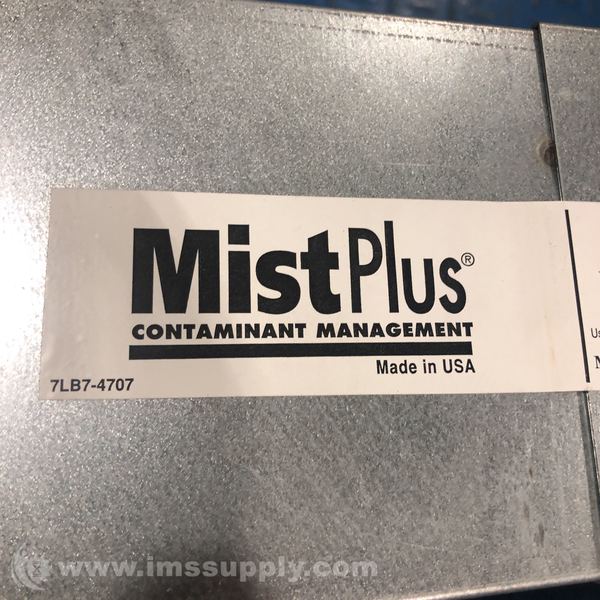 MistPlus®
CONTAMINANT MANAGEMENT
Made in USA
7LB7-4707
www.imssupply.com